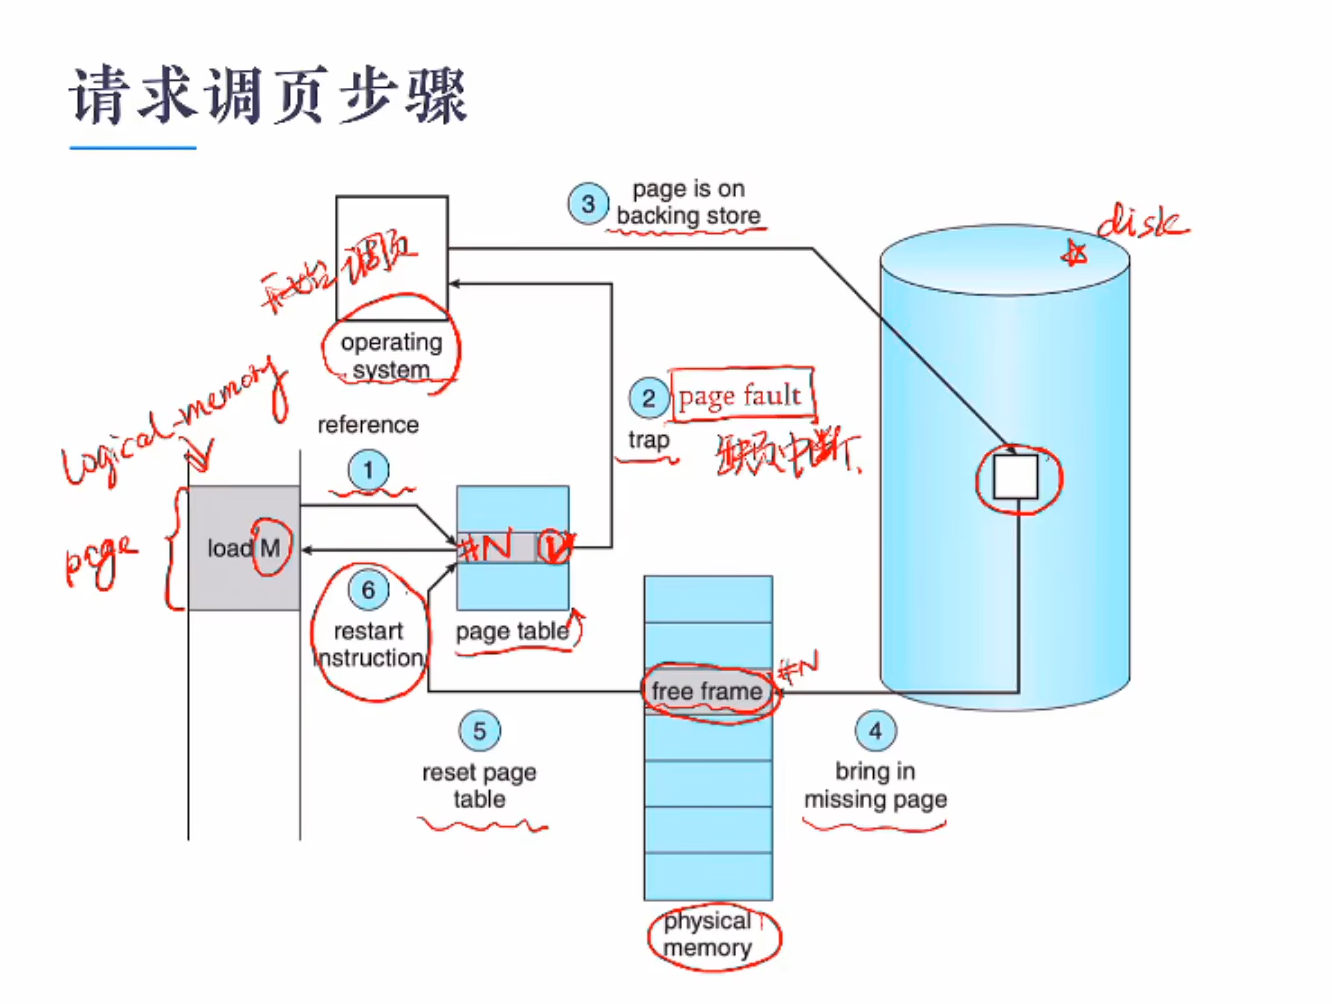 请求调页步骤
3
page is on
backing store
disk
开始调页
operating
system
2
page fault
trap
缺页中断
logical-memory
reference
1
page
load M
#N
V
6
restart
instruction
page table
free frame
#N
5
reset page
table
4
bring in
missing page
physical
memory